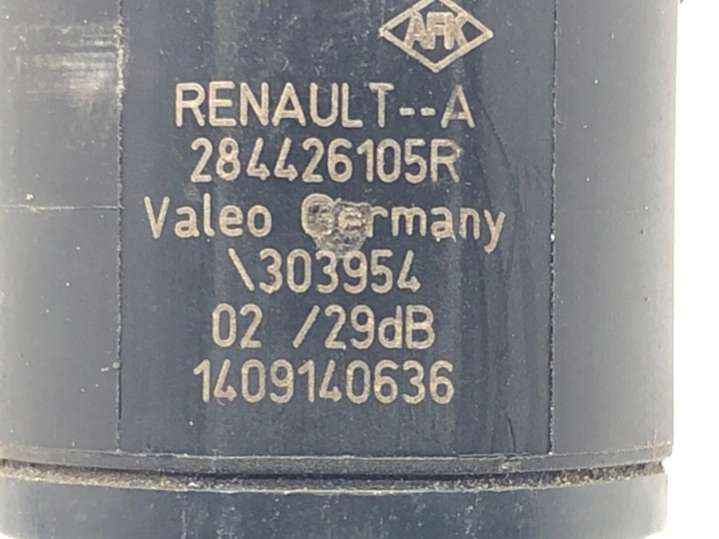 AFK
RENAULT--A
284426105R
Valeo Germany
\303954
02 /29dB
1409140636